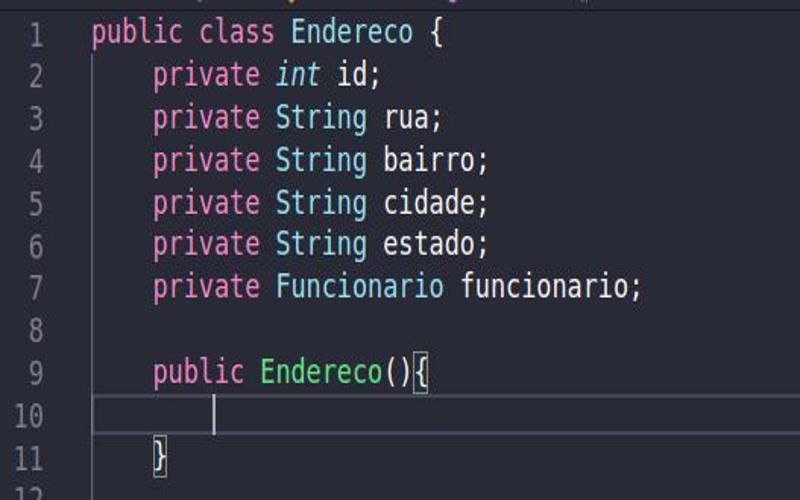 1 public class Endereco {
2 private int id;
3 private String rua;
4 private String bairro;
5 private String cidade;
6 private String estado;
7 private Funcionario funcionario;
8
9 public Endereco(){
10
11 }
12